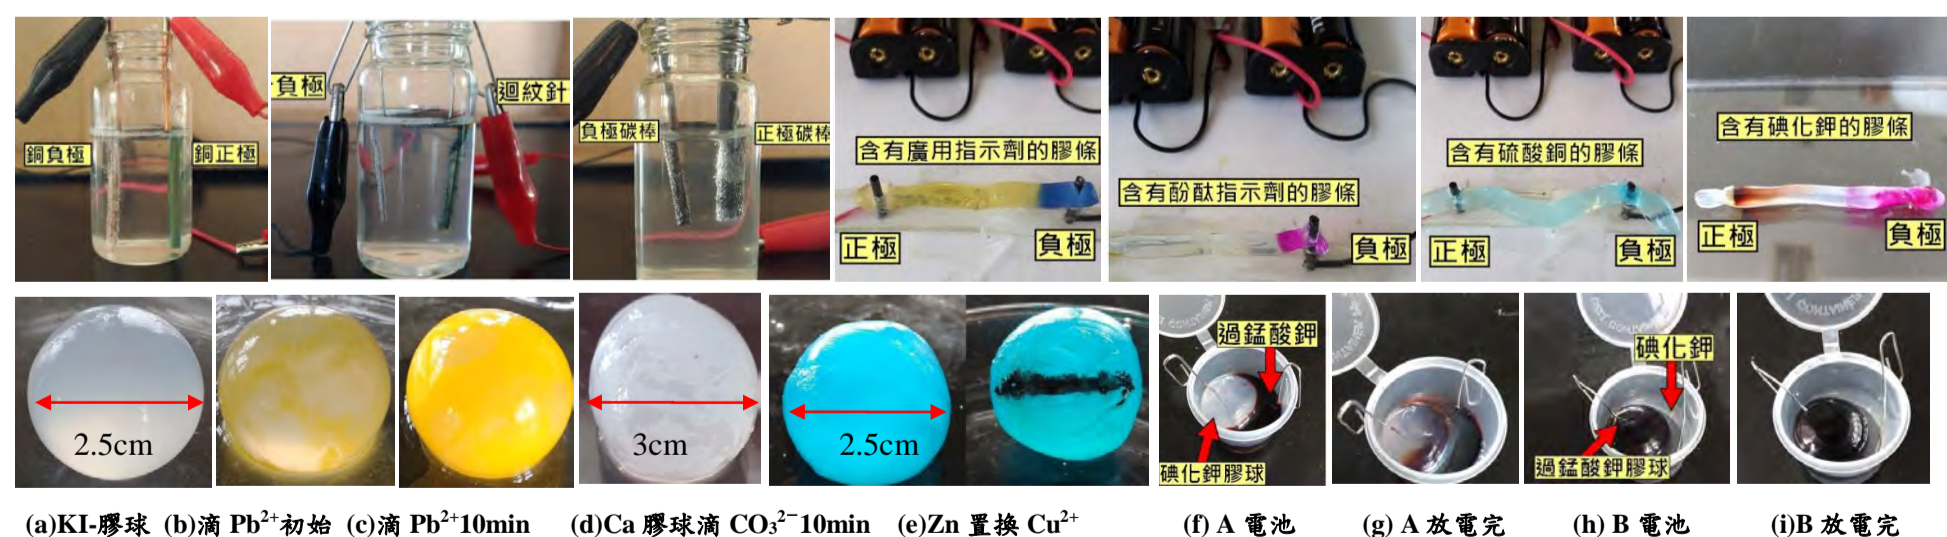 銅負極
銅正極
負極
迴紋針
負極碳棒
正極碳棒
含有廣用指示劑的膠條
正極
負極
含有酚酞指示劑的膠條
負極
含有硫酸銅的膠條
正極
負極
含有碘化鉀的膠條
正極
負極
2.5cm
3cm
2.5cm
過錳酸鉀
碘化鉀膠球
碘化鉀
過錳酸鉀膠球
(a)KI-膠球 (b)滴 Pb²⁺初始 (c)滴 Pb²⁺10min (d)Ca 膠球滴 CO₃²⁻10min (e)Zn 置換 Cu²⁺ (f) A 電池 (g) A 放電完 (h) B 電池 (i)B 放電完